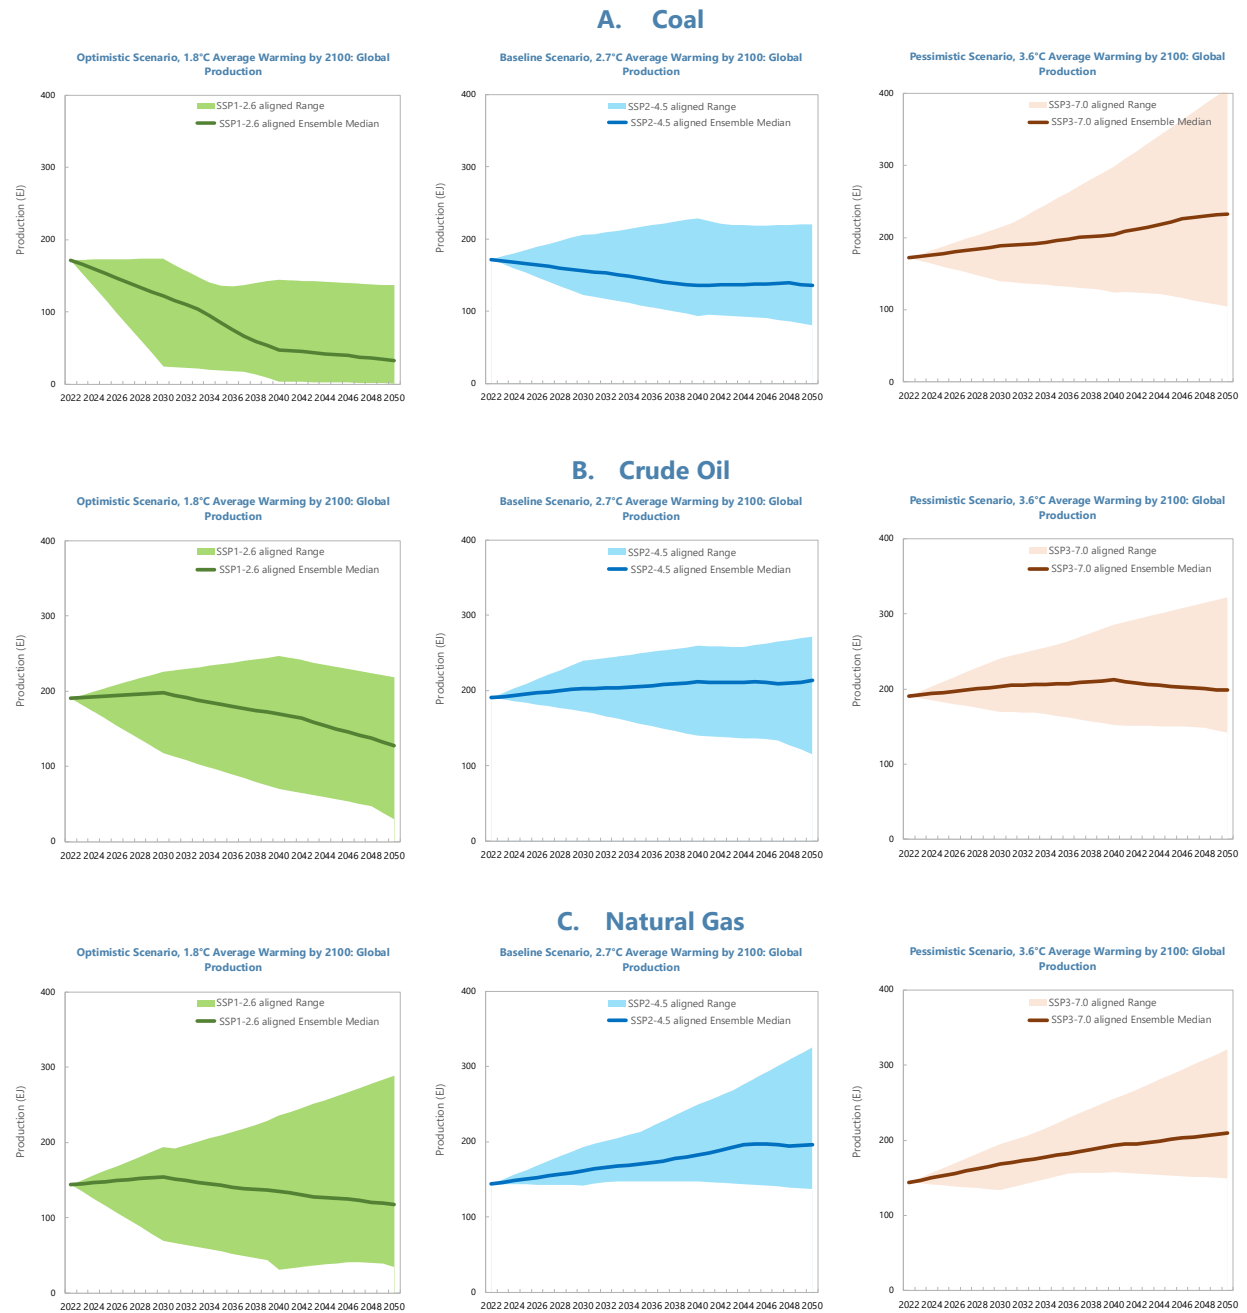 A. Coal
Optimistic Scenario, 1.8°C Average Warming by 2100: Global
Production
SSP1-2.6 aligned Range
SSP1-2.6 aligned Ensemble Median
Production (EJ)
400
300
200
100
0
2022 2024 2026 2028 2030 2032 2034 2036 2038 2040 2042 2044 2046 2048 2050
Baseline Scenario, 2.7°C Average Warming by 2100: Global
Production
SSP2-4.5 aligned Range
SSP2-4.5 aligned Ensemble Median
Production (EJ)
400
300
200
100
0
2022 2024 2026 2028 2030 2032 2034 2036 2038 2040 2042 2044 2046 2048 2050
Pessimistic Scenario, 3.6°C Average Warming by 2100: Global
Production
SSP3-7.0 aligned Range
SSP3-7.0 aligned Ensemble Median
Production (EJ)
400
300
200
100
0
2022 2024 2026 2028 2030 2032 2034 2036 2038 2040 2042 2044 2046 2048 2050
B. Crude Oil
Optimistic Scenario, 1.8°C Average Warming by 2100: Global
Production
SSP1-2.6 aligned Range
SSP1-2.6 aligned Ensemble Median
Production (EJ)
400
300
200
100
0
2022 2024 2026 2028 2030 2032 2034 2036 2038 2040 2042 2044 2046 2048 2050
Baseline Scenario, 2.7°C Average Warming by 2100: Global
Production
SSP2-4.5 aligned Range
SSP2-4.5 aligned Ensemble Median
Production (EJ)
400
300
200
100
0
2022 2024 2026 2028 2030 2032 2034 2036 2038 2040 2042 2044 2046 2048 2050
Pessimistic Scenario, 3.6°C Average Warming by 2100: Global
Production
SSP3-7.0 aligned Range
SSP3-7.0 aligned Ensemble Median
Production (EJ)
400
300
200
100
0
2022 2024 2026 2028 2030 2032 2034 2036 2038 2040 2042 2044 2046 2048 2050
C. Natural Gas
Optimistic Scenario, 1.8°C Average Warming by 2100: Global
Production
SSP1-2.6 aligned Range
SSP1-2.6 aligned Ensemble Median
Production (EJ)
400
300
200
100
0
2022 2024 2026 2028 2030 2032 2034 2036 2038 2040 2042 2044 2046 2048 2050
Baseline Scenario, 2.7°C Average Warming by 2100: Global
Production
SSP2-4.5 aligned Range
SSP2-4.5 aligned Ensemble Median
Production (EJ)
400
300
200
100
0
2022 2024 2026 2028 2030 2032 2034 2036 2038 2040 2042 2044 2046 2048 2050
Pessimistic Scenario, 3.6°C Average Warming by 2100: Global
Production
SSP3-7.0 aligned Range
SSP3-7.0 aligned Ensemble Median
Production (EJ)
400
300
200
100
0
2022 2024 2026 2028 2030 2032 2034 2036 2038 2040 2042 2044 2046 2048 2050